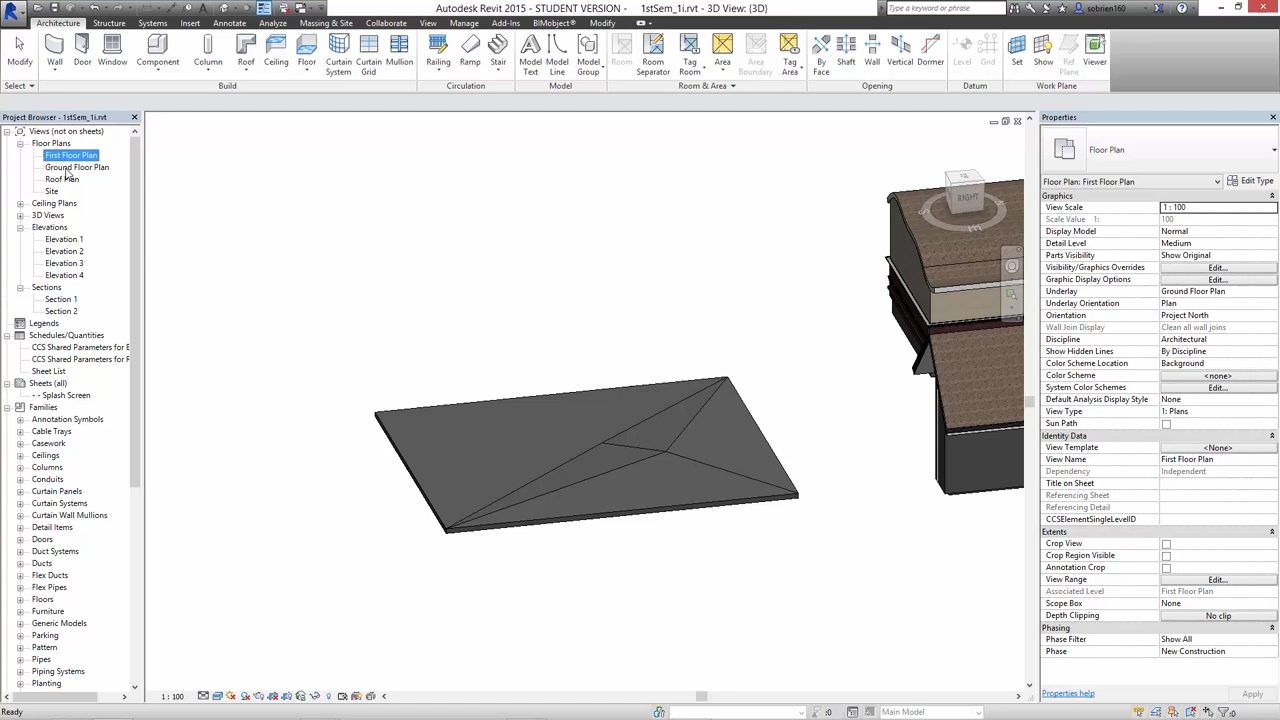 Autodesk Revit 2015 - STUDENT VERSION - 1stSem_1i.rvt - 3D View: {3D}
Type a keyword or phrase
sobrien160
Architecture Structure Systems Insert Annotate Analyze Massing & Site Collaborate View Manage Add-Ins BIMobject® Modify
Modify Wall Door Window Component Column Roof Ceiling Floor Curtain System Curtain Grid Mullion Railing Ramp Stair Model Text Model Line Model Group Room Room Separator Tag Room Area Area Boundary Tag Area By Face Shaft Wall Vertical Dormer Level Grid Set Show Ref Plane Viewer
Select Build Circulation Model Room & Area Opening Datum Work Plane
Project Browser - 1stSem_1i.rvt
Views (not on sheets)
Floor Plans
First Floor Plan
Ground Floor Plan
Roof Plan
Site
Ceiling Plans
3D Views
Elevations
Elevation 1
Elevation 2
Elevation 3
Elevation 4
Sections
Section 1
Section 2
Legends
Schedules/Quantities
CCS Shared Parameters for E
CCS Shared Parameters for F
Sheet List
Sheets (all)
- - Splash Screen
Families
Annotation Symbols
Cable Trays
Casework
Ceilings
Columns
Conduits
Curtain Panels
Curtain Systems
Curtain Wall Mullions
Detail Items
Doors
Duct Systems
Ducts
Flex Ducts
Flex Pipes
Floors
Furniture
Generic Models
Parking
Pattern
Pipes
Piping Systems
Planting
RIGHT
Properties
Floor Plan
Floor Plan: First Floor Plan Edit Type
Graphics
View Scale 1 : 100
Scale Value 1: 100
Display Model Normal
Detail Level Medium
Parts Visibility Show Original
Visibility/Graphics Overrides Edit...
Graphic Display Options Edit...
Underlay Ground Floor Plan
Underlay Orientation Plan
Orientation Project North
Wall Join Display Clean all wall joins
Discipline Architectural
Show Hidden Lines By Discipline
Color Scheme Location Background
Color Scheme <none>
System Color Schemes Edit...
Default Analysis Display Style None
View Type 1: Plans
Sun Path
Identity Data
View Template <None>
View Name First Floor Plan
Dependency Independent
Title on Sheet
Referencing Sheet
Referencing Detail
CCSElementSingleLevelID
Extents
Crop View
Crop Region Visible
Annotation Crop
View Range Edit...
Associated Level First Floor Plan
Scope Box None
Depth Clipping No clip
Phasing
Phase Filter Show All
Phase New Construction
Properties help Apply
1 : 100
Ready :0 Main Model :0